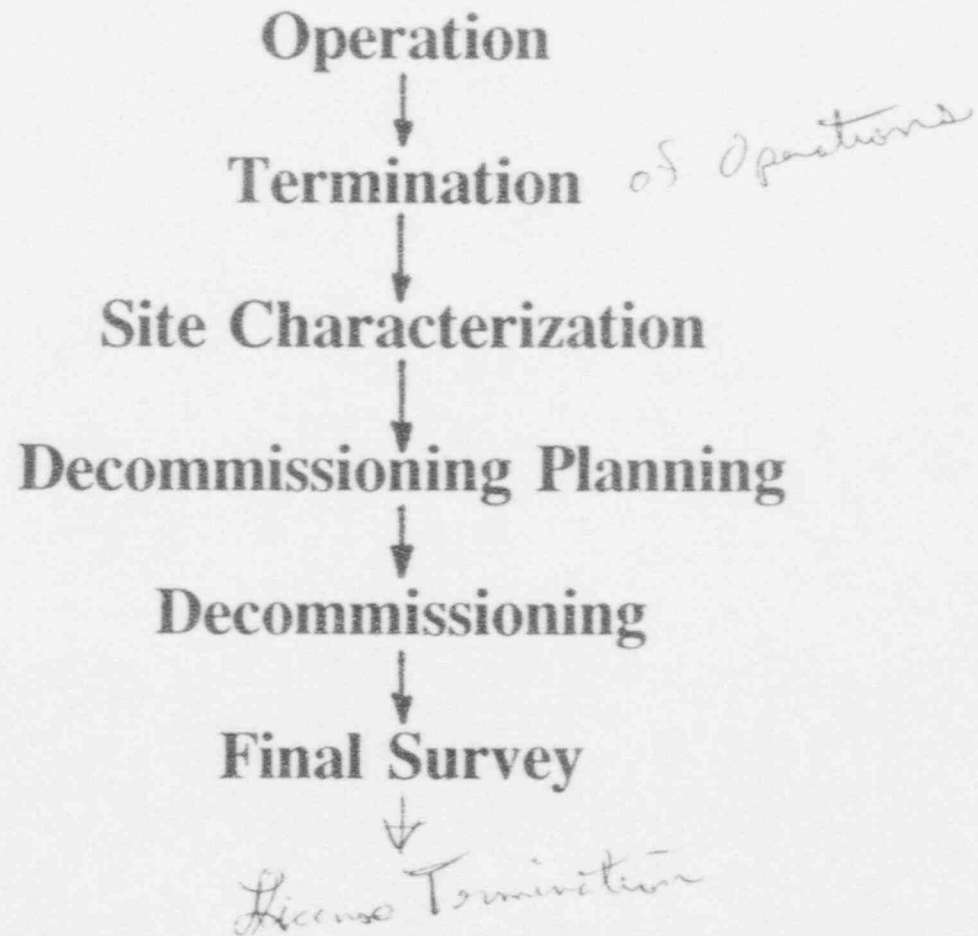 Operation
Termination of Operations
Site Characterization
Decommissioning Planning
Decommissioning
Final Survey
License Termination